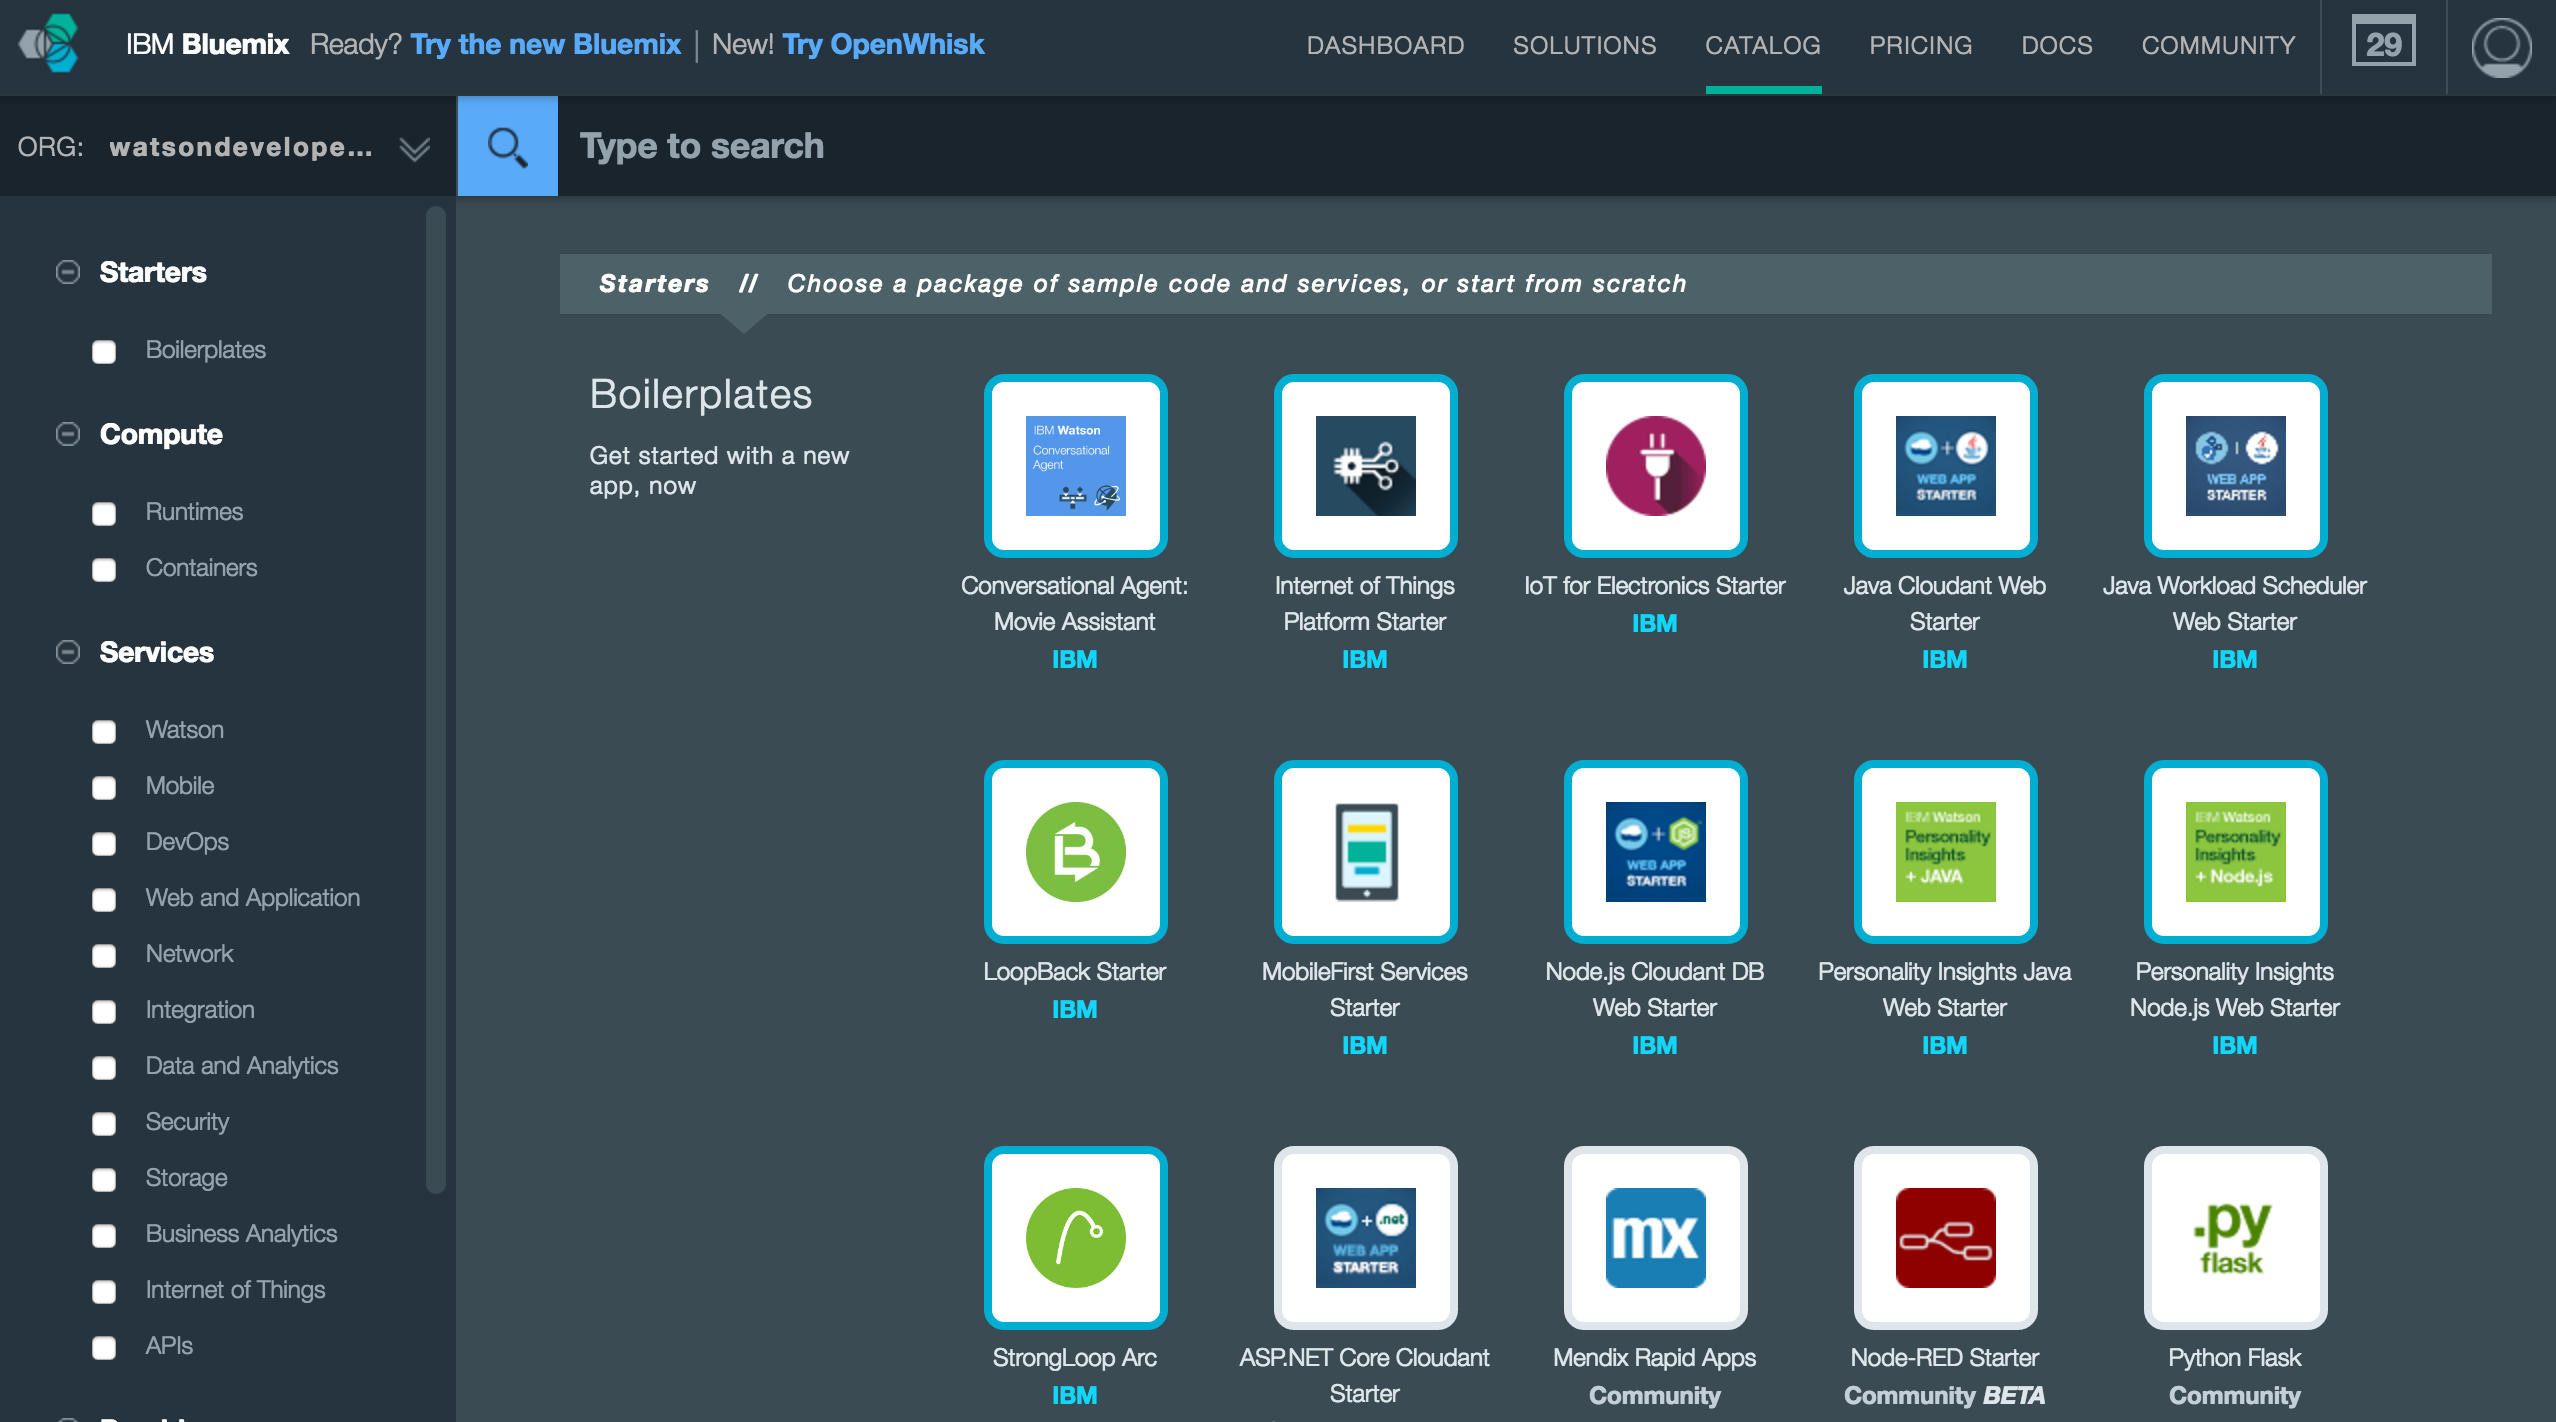 IBM Bluemix Ready? Try the new Bluemix | New! Try OpenWhisk
DASHBOARD SOLUTIONS CATALOG PRICING DOCS COMMUNITY 29
ORG: watsondevelope...
Type to search
Starters
Boilerplates
Compute
Runtimes
Containers
Services
Watson
Mobile
DevOps
Web and Application
Network
Integration
Data and Analytics
Security
Storage
Business Analytics
Internet of Things
APIs
Starters // Choose a package of sample code and services, or start from scratch
Boilerplates
Get started with a new
app, now
IBM Watson
Conversational
Agent
Conversational Agent:
Movie Assistant
IBM
Internet of Things
Platform Starter
IBM
IoT for Electronics Starter
IBM
WEB APP
STARTER
Java Cloudant Web
Starter
IBM
WEB APP
STARTER
Java Workload Scheduler
Web Starter
IBM
B
LoopBack Starter
IBM
MobileFirst Services
Starter
IBM
+ JS
WEB APP
STARTER
Node.js Cloudant DB
Web Starter
IBM
IBM Watson
Personality
Insights
+ JAVA
Personality Insights Java
Web Starter
IBM
IBM Watson
Personality
Insights
+ Node.js
Personality Insights
Node.js Web Starter
IBM
StrongLoop Arc
IBM
+ .net
WEB APP
STARTER
ASP.NET Core Cloudant
Starter
mx
Mendix Rapid Apps
Community
Node-RED Starter
Community BETA
.py
flask
Python Flask
Community